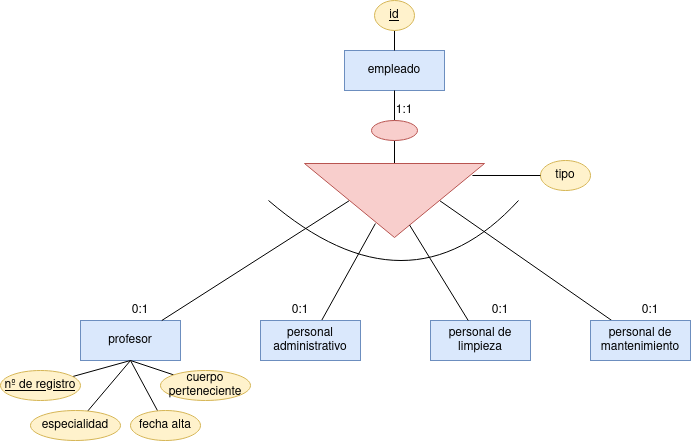 id
empleado
1:1
tipo
0:1
0:1
0:1
0:1
profesor
personal
administrativo
personal de
limpieza
personal de
mantenimiento
nº de registro
cuerpo
perteneciente
especialidad
fecha alta